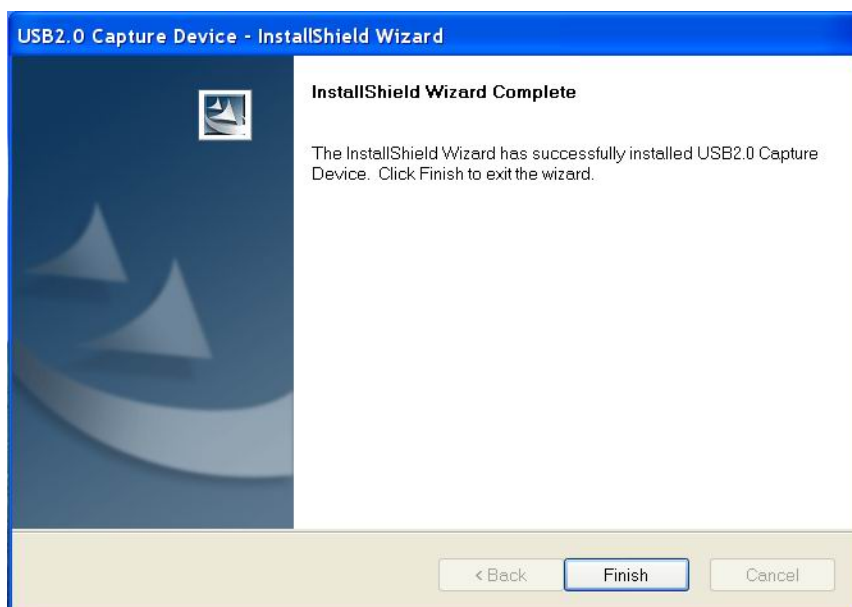 USB2.0 Capture Device - InstallShield Wizard
InstallShield Wizard Complete
The InstallShield Wizard has successfully installed USB2.0 Capture
Device. Click Finish to exit the wizard.
< Back
Finish
Cancel